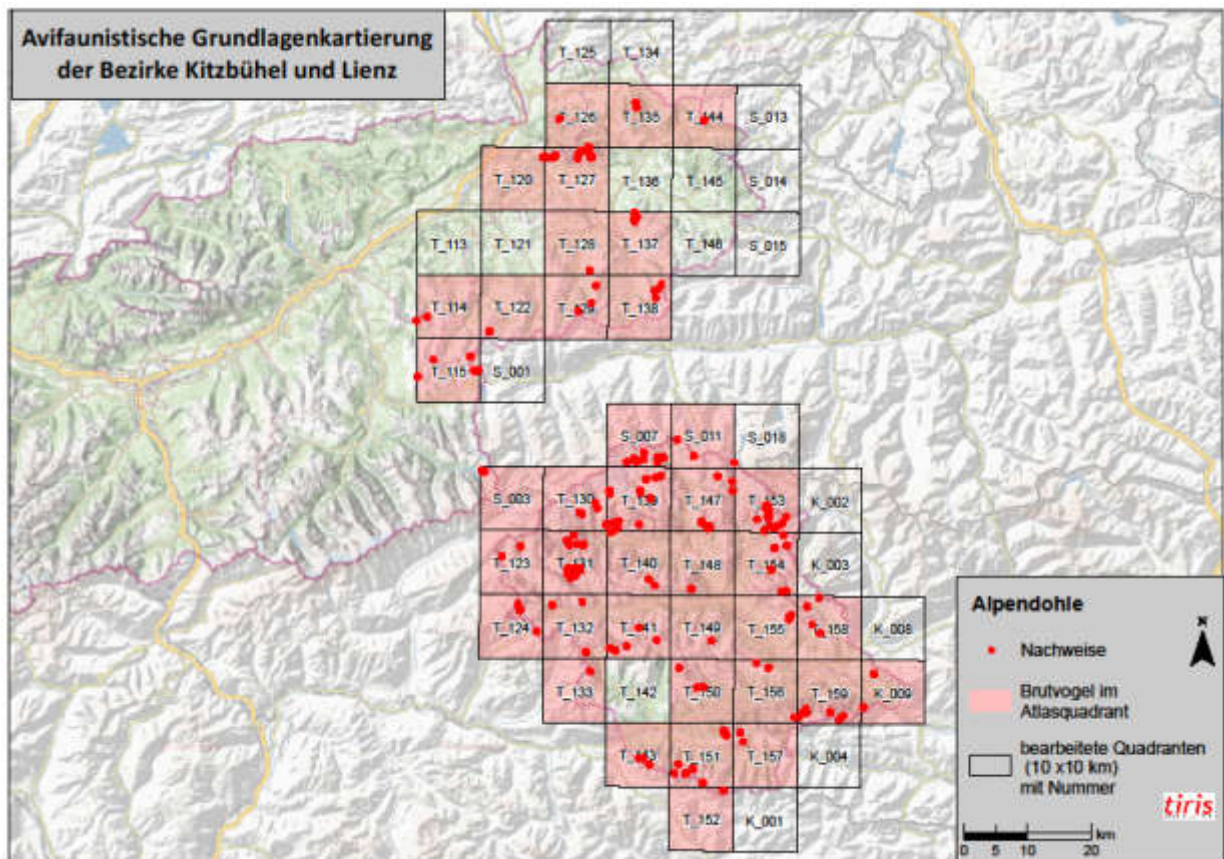 Avifaunistische Grundlagenkartierung
der Bezirke Kitzbühel und Lienz
T_125 T_134
T_126 T_135 T_144 S_013
T_120 T_127 T_136 T_145 S_014
T_113 T_121 T_128 T_137 T_146 S_015
T_114 T_122 T_129 T_138
T_115 S_001
S_007 S_011 S_018
S_003 T_130 T_139 T_147 T_153 K_002
T_123 T_131 T_140 T_148 T_154 K_003
T_124 T_132 T_141 T_149 T_155 T_158 K_008
T_133 T_142 T_150 T_156 T_159 K_009
T_143 T_151 T_157 K_004
T_152 K_001
Alpendohle
N
Nachweise
Brutvogel im
Atlasquadrant
bearbeitete Quadranten
(10 x10 km)
mit Nummer
tiris
km
0 5 10 20